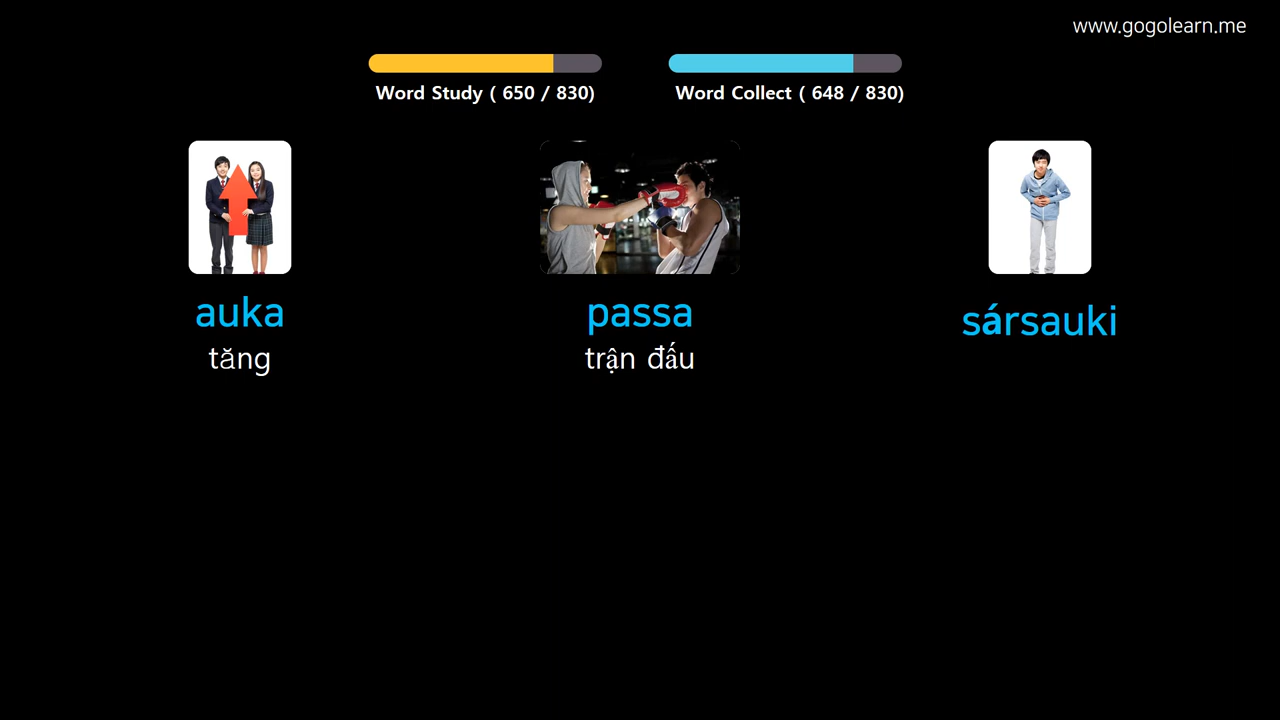 www.gogolearn.me
Word Study ( 650 / 830)
Word Collect ( 648 / 830)
auka
passa
sársauki
tăng
trận đấu